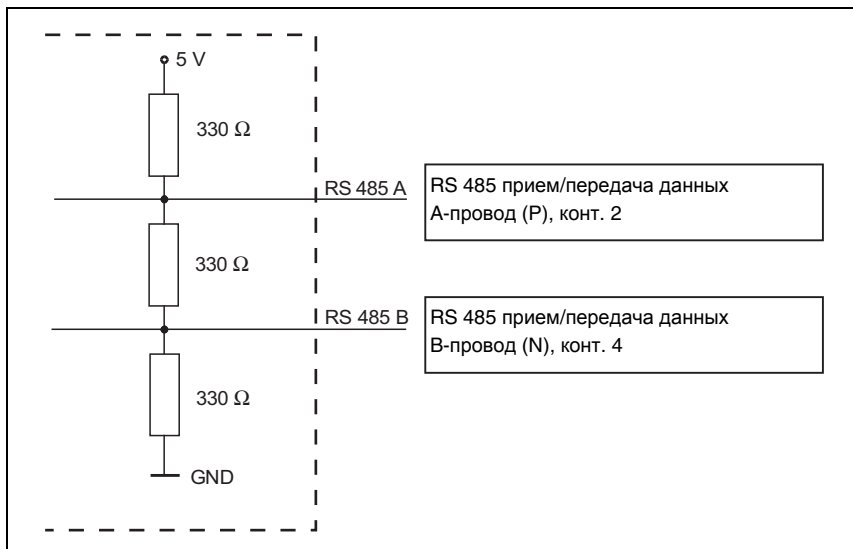 5 V
330 Ω
RS 485 A
RS 485 прием/передача данных
А-провод (P), конт. 2
330 Ω
RS 485 B
RS 485 прием/передача данных
В-провод (N), конт. 4
330 Ω
GND